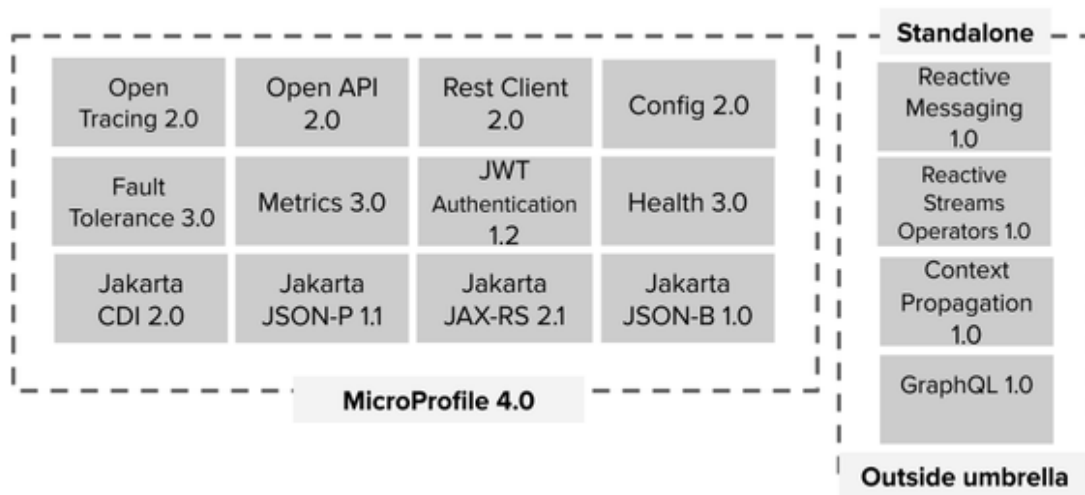 Open
Tracing 2.0
Open API
2.0
Rest Client
2.0
Config 2.0
Fault
Tolerance 3.0
Metrics 3.0
JWT
Authentication
1.2
Health 3.0
Jakarta
CDI 2.0
Jakarta
JSON-P 1.1
Jakarta
JAX-RS 2.1
Jakarta
JSON-B 1.0
MicroProfile 4.0
Standalone
Reactive
Messaging
1.0
Reactive
Streams
Operators 1.0
Context
Propagation
1.0
GraphQL 1.0
Outside umbrella